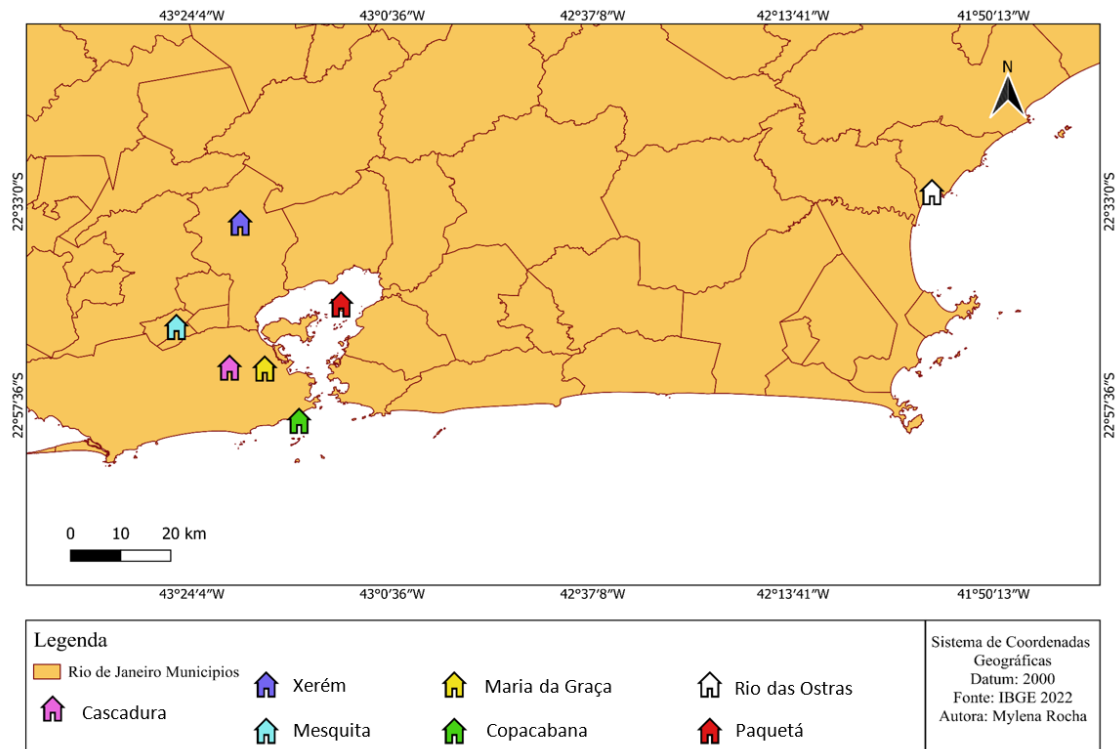 43°24′4″W 43°0′36″W 42°37′8″W 42°13′41″W 41°50′13″W
N
22°33′0″S 22°33′0″S
22°57′36″S 22°57′36″S
0 10 20 km
43°24′4″W 43°0′36″W 42°37′8″W 42°13′41″W 41°50′13″W
Legenda
Rio de Janeiro Municipios
Cascadura
Xerém
Mesquita
Maria da Graça
Copacabana
Rio das Ostras
Paquetá
Sistema de Coordenadas
Geográficas
Datum: 2000
Fonte: IBGE 2022
Autora: Mylena Rocha